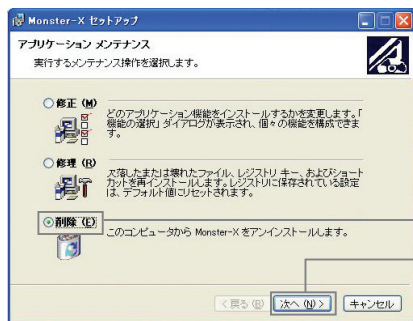 Monster-X セットアップ
アプリケーション メンテナンス
実行するメンテナンス操作を選択します。
修正 (M)
どのアプリケーション機能をインストールするかを変更します。「
機能の選択」ダイアログが表示され、個々の機能を構成できま
す。
修理 (R)
欠落したまたは壊れたファイル、レジストリ キー、およびショート
カットを再インストールします。レジストリに保存されている設定
は、デフォルト値にリセットされます。
削除 (E)
このコンピュータから Monster-X をアンインストールします。
< 戻る (B)
次へ (N) >
キャンセル